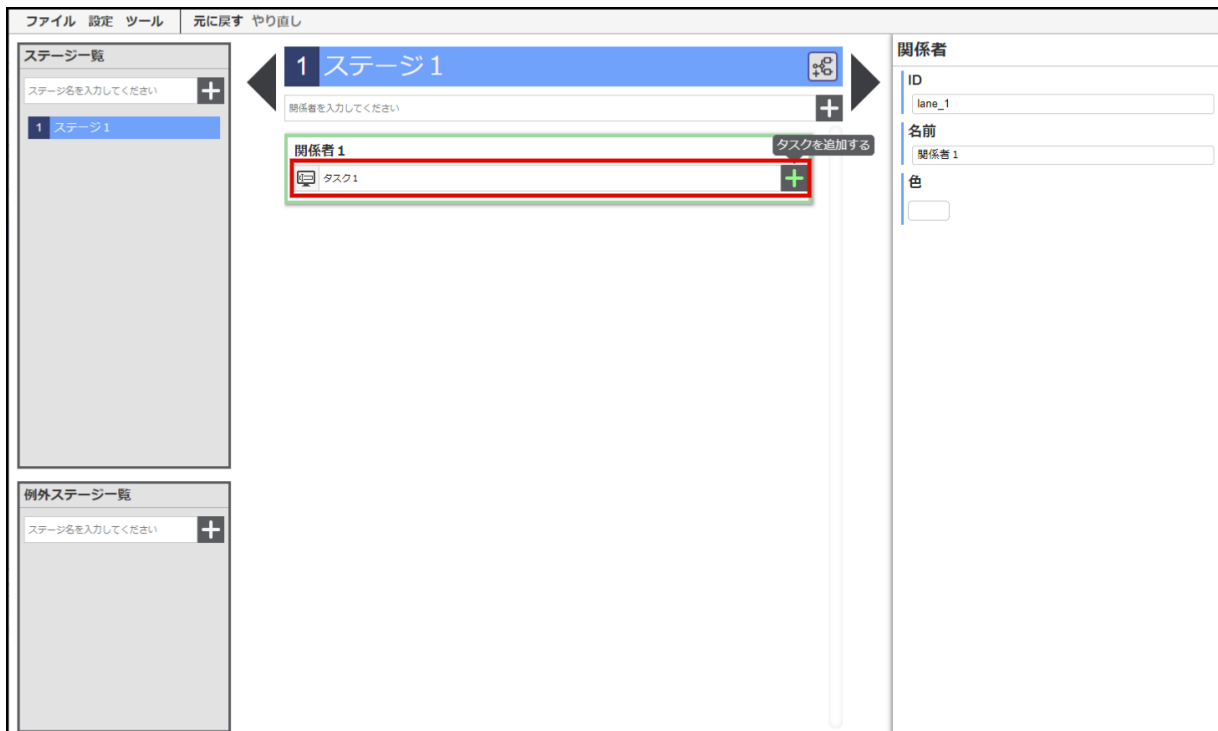 ファイル 設定 ツール 元に戻す やり直し
ステージ一覧
ステージ名を入力してください
1 ステージ1
例外ステージ一覧
ステージ名を入力してください
1 ステージ1
関係者を入力してください
関係者1
タスクを追加する
タスク1
関係者
ID
lane_1
名前
関係者1
色